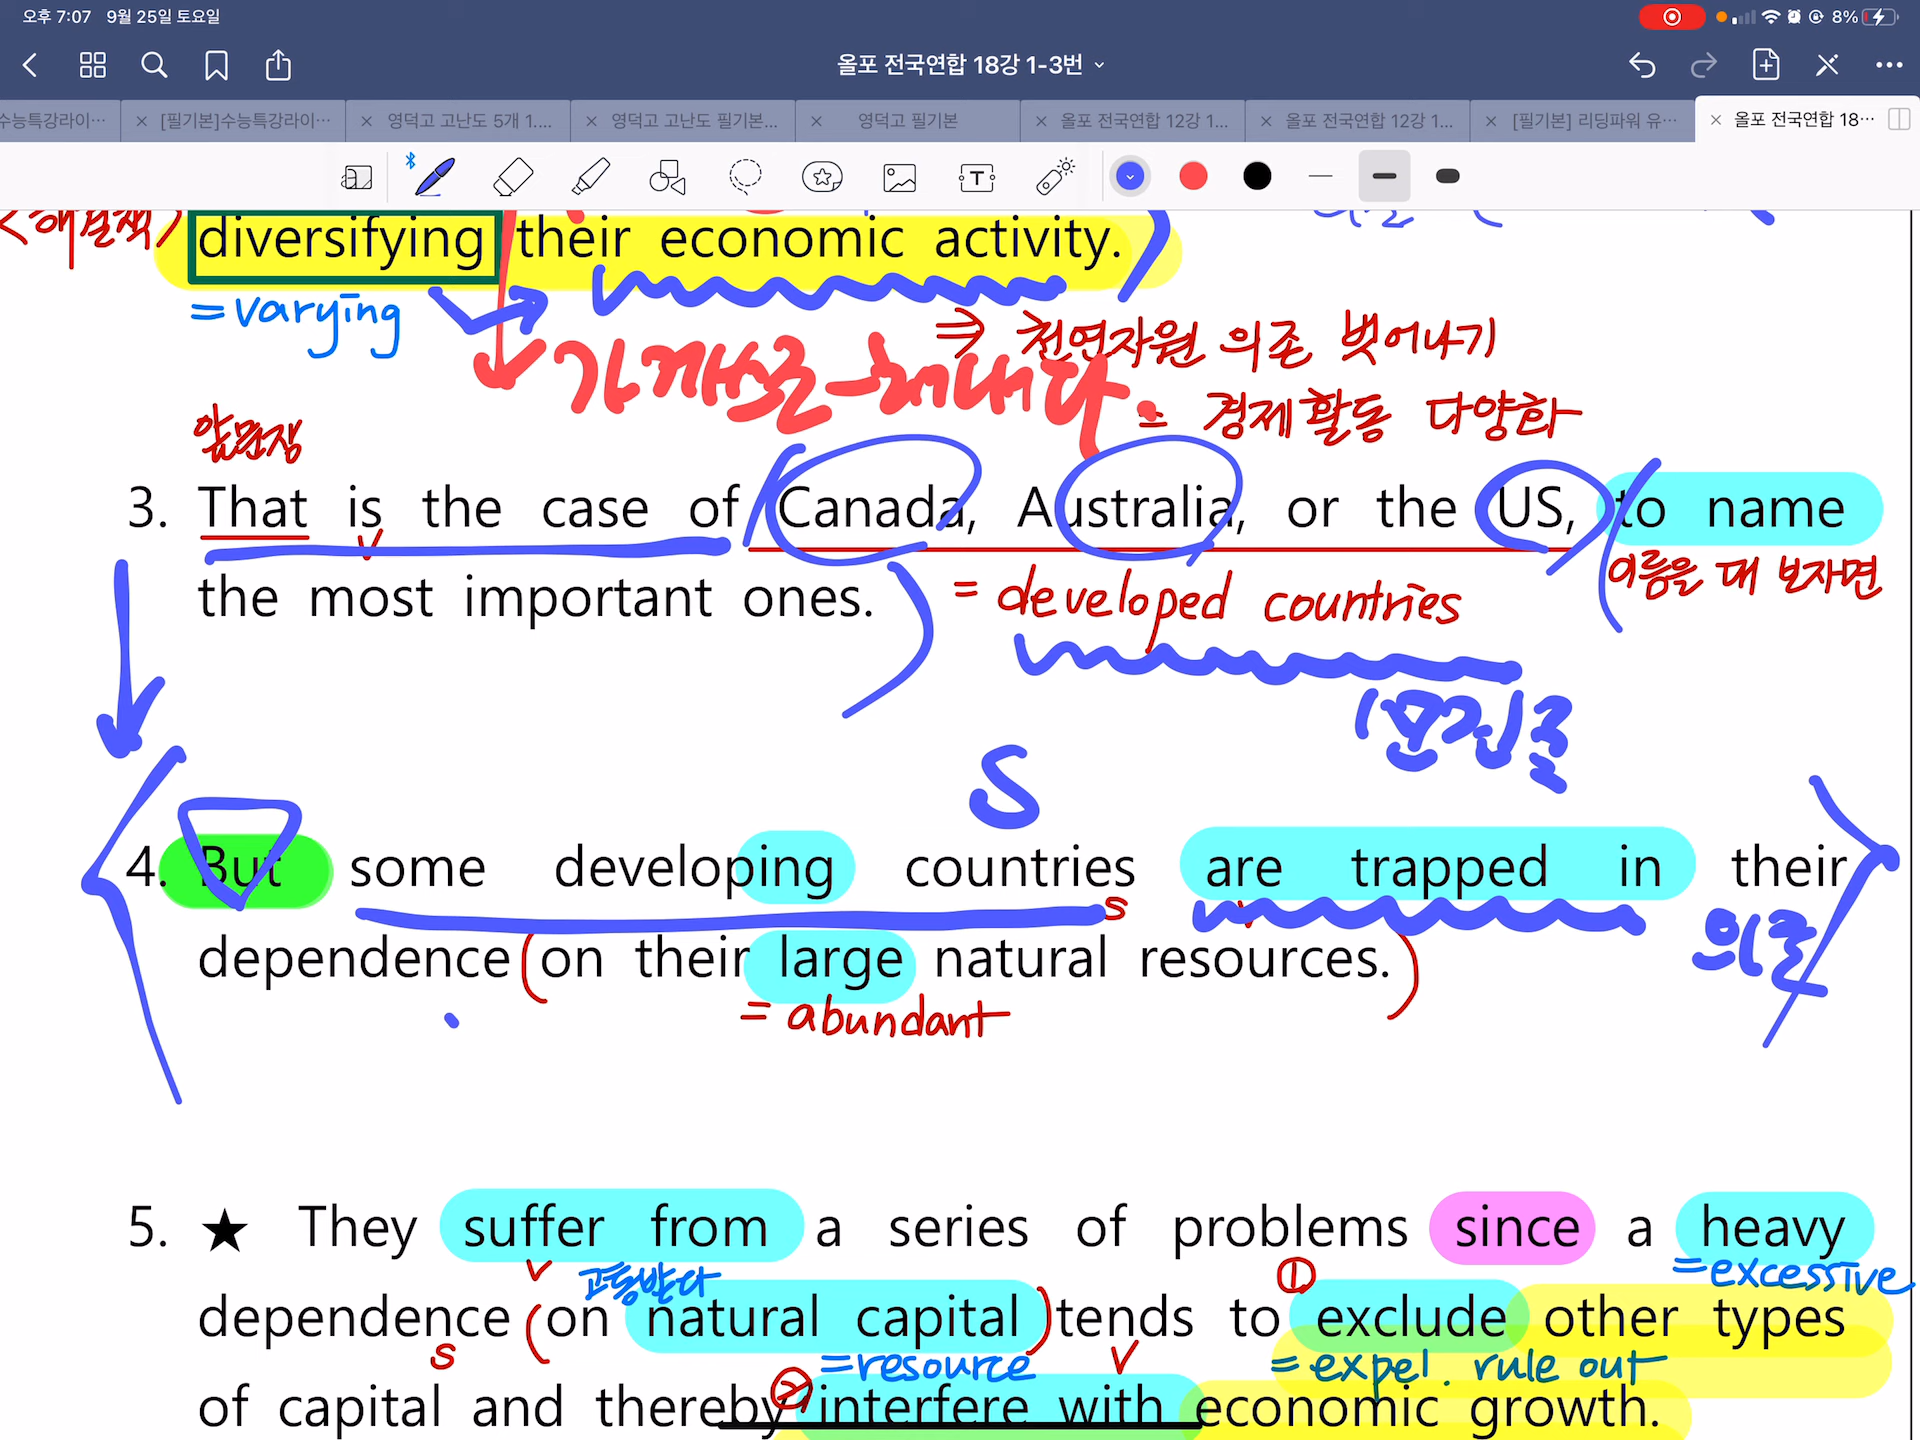 오후 7:07 9월 25일 토요일
8%
올포 전국연합 18강 1-3번
수능특강라이...
× [필기본]수능특강라이...
× 영덕고 고난도 5개 1....
× 영덕고 고난도 필기본...
× 영덕고 필기본
× 올포 전국연합 12강 1...
× 올포 전국연합 12강 1...
× [필기본] 리딩파워 유...
× 올포 전국연합 18...
<해결책> diversifying their economic activity.
=varying
⇒ 천연자원 의존 벗어나기
해내다.
= 경제활동 다양화
앞문장
3. That is the case of Canada, Australia, or the US, to name
v
이름을 대 보자면
the most important ones.
= developed countries
S
4. But some developing countries are trapped in their
s
v
의존
dependence (on their large natural resources.)
= abundant
5. ★ They suffer from a series of problems since a heavy
v
고통받다
①
=excessive
dependence (on natural capital) tends to exclude other types
s
=resource
v
= expel. rule out
②
of capital and thereby interfere with economic growth.